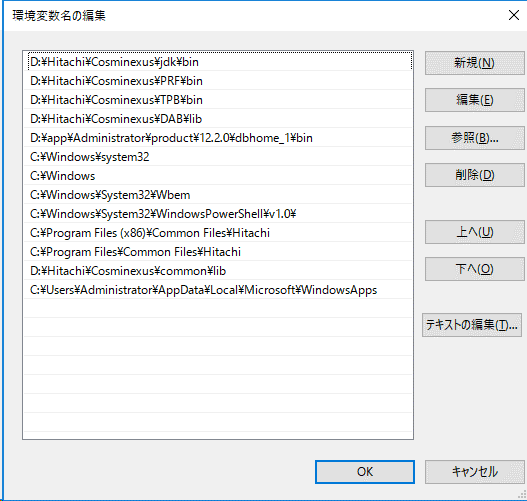 環境変数名の編集
D:¥Hitachi¥Cosminexus¥jdk¥bin
D:¥Hitachi¥Cosminexus¥PRF¥bin
D:¥Hitachi¥Cosminexus¥TPB¥bin
D:¥Hitachi¥Cosminexus¥DAB¥lib
D:¥app¥Administrator¥product¥12.2.0¥dbhome_1¥bin
C:¥Windows¥system32
C:¥Windows
C:¥Windows¥System32¥Wbem
C:¥Windows¥System32¥WindowsPowerShell¥v1.0¥
C:¥Program Files (x86)¥Common Files¥Hitachi
C:¥Program Files¥Common Files¥Hitachi
D:¥Hitachi¥Cosminexus¥common¥lib
C:¥Users¥Administrator¥AppData¥Local¥Microsoft¥WindowsApps
新規(N)
編集(E)
参照(B)...
削除(D)
上へ(U)
下へ(O)
テキストの編集(T)...
OK
キャンセル